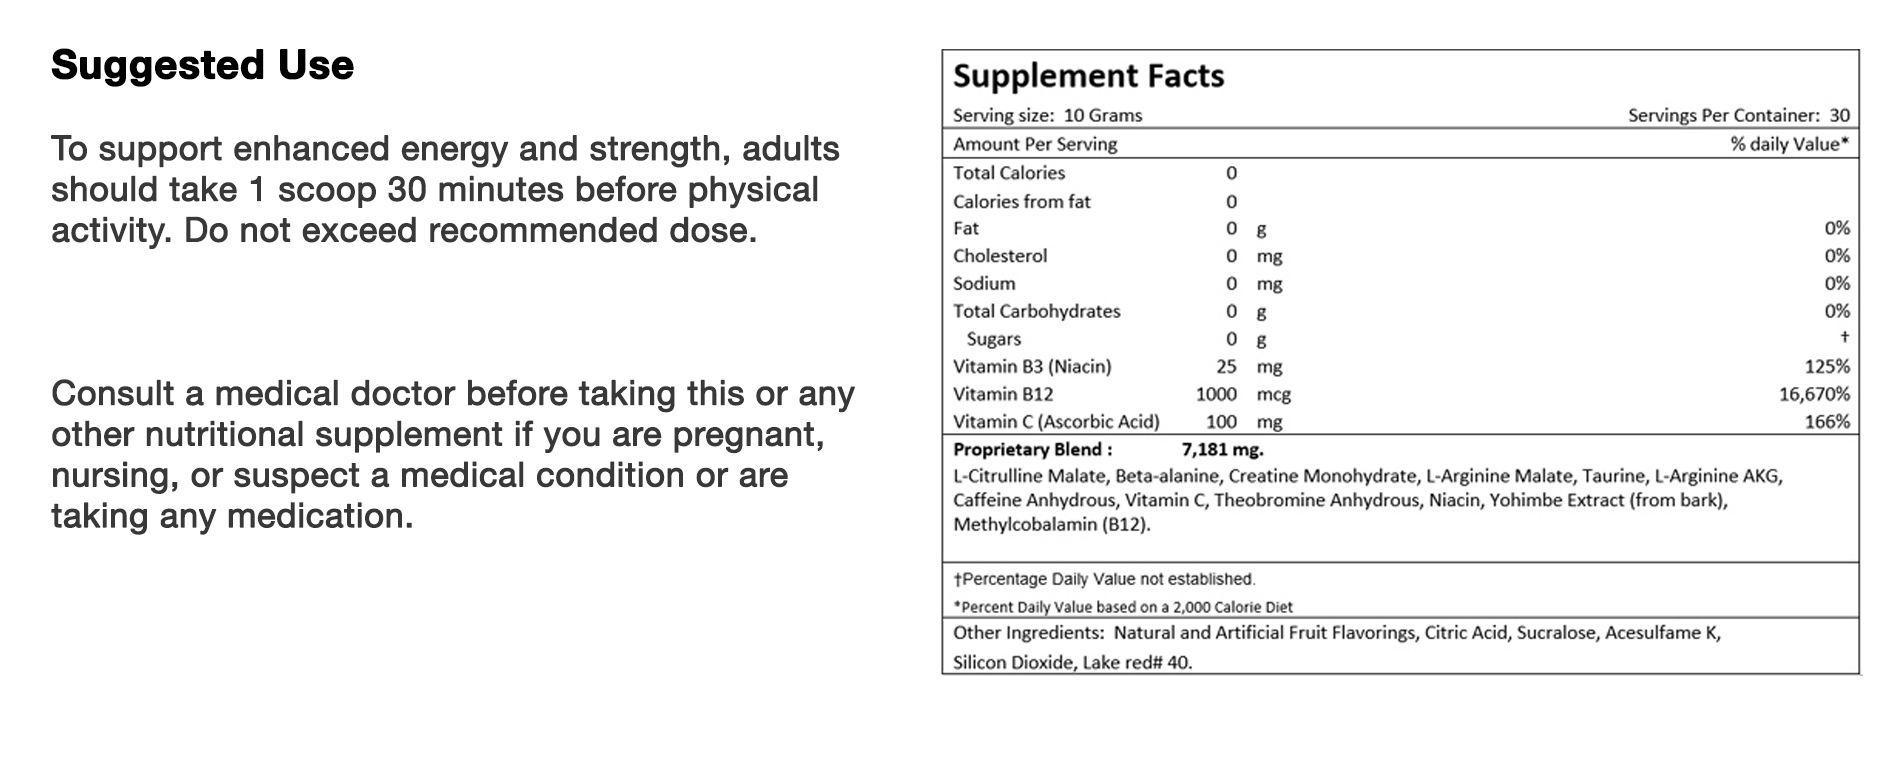 Suggested Use
To support enhanced energy and strength, adults
should take 1 scoop 30 minutes before physical
activity. Do not exceed recommended dose.
Consult a medical doctor before taking this or any
other nutritional supplement if you are pregnant,
nursing, or suspect a medical condition or are
taking any medication.
Supplement Facts
Serving size: 10 Grams Servings Per Container: 30
Amount Per Serving % daily Value*
Total Calories 0
Calories from fat 0
Fat 0 g 0%
Cholesterol 0 mg 0%
Sodium 0 mg 0%
Total Carbohydrates 0 g 0%
Sugars 0 g †
Vitamin B3 (Niacin) 25 mg 125%
Vitamin B12 1000 mcg 16,670%
Vitamin C (Ascorbic Acid) 100 mg 166%
Proprietary Blend : 7,181 mg.
L-Citrulline Malate, Beta-alanine, Creatine Monohydrate, L-Arginine Malate, Taurine, L-Arginine AKG,
Caffeine Anhydrous, Vitamin C, Theobromine Anhydrous, Niacin, Yohimbe Extract (from bark),
Methylcobalamin (B12).
†Percentage Daily Value not established.
*Percent Daily Value based on a 2,000 Calorie Diet
Other Ingredients: Natural and Artificial Fruit Flavorings, Citric Acid, Sucralose, Acesulfame K,
Silicon Dioxide, Lake red# 40.